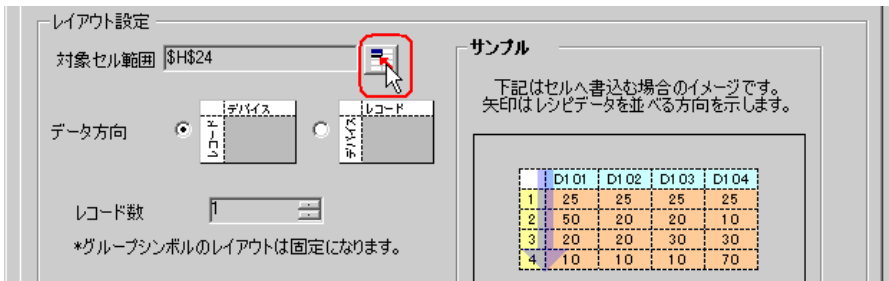 レイアウト設定
対象セル範囲 $H$24
データ方向
デバイス
レコード
レコード
デバイス
レコード数 1
*グループシンボルのレイアウトは固定になります。
サンプル
下記はセルへ書込む場合のイメージです。
矢印はレシピデータを並べる方向を示します。
D101 D102 D103 D104
1 25 25 25 25
2 50 20 20 10
3 20 20 30 30
4 10 10 10 70